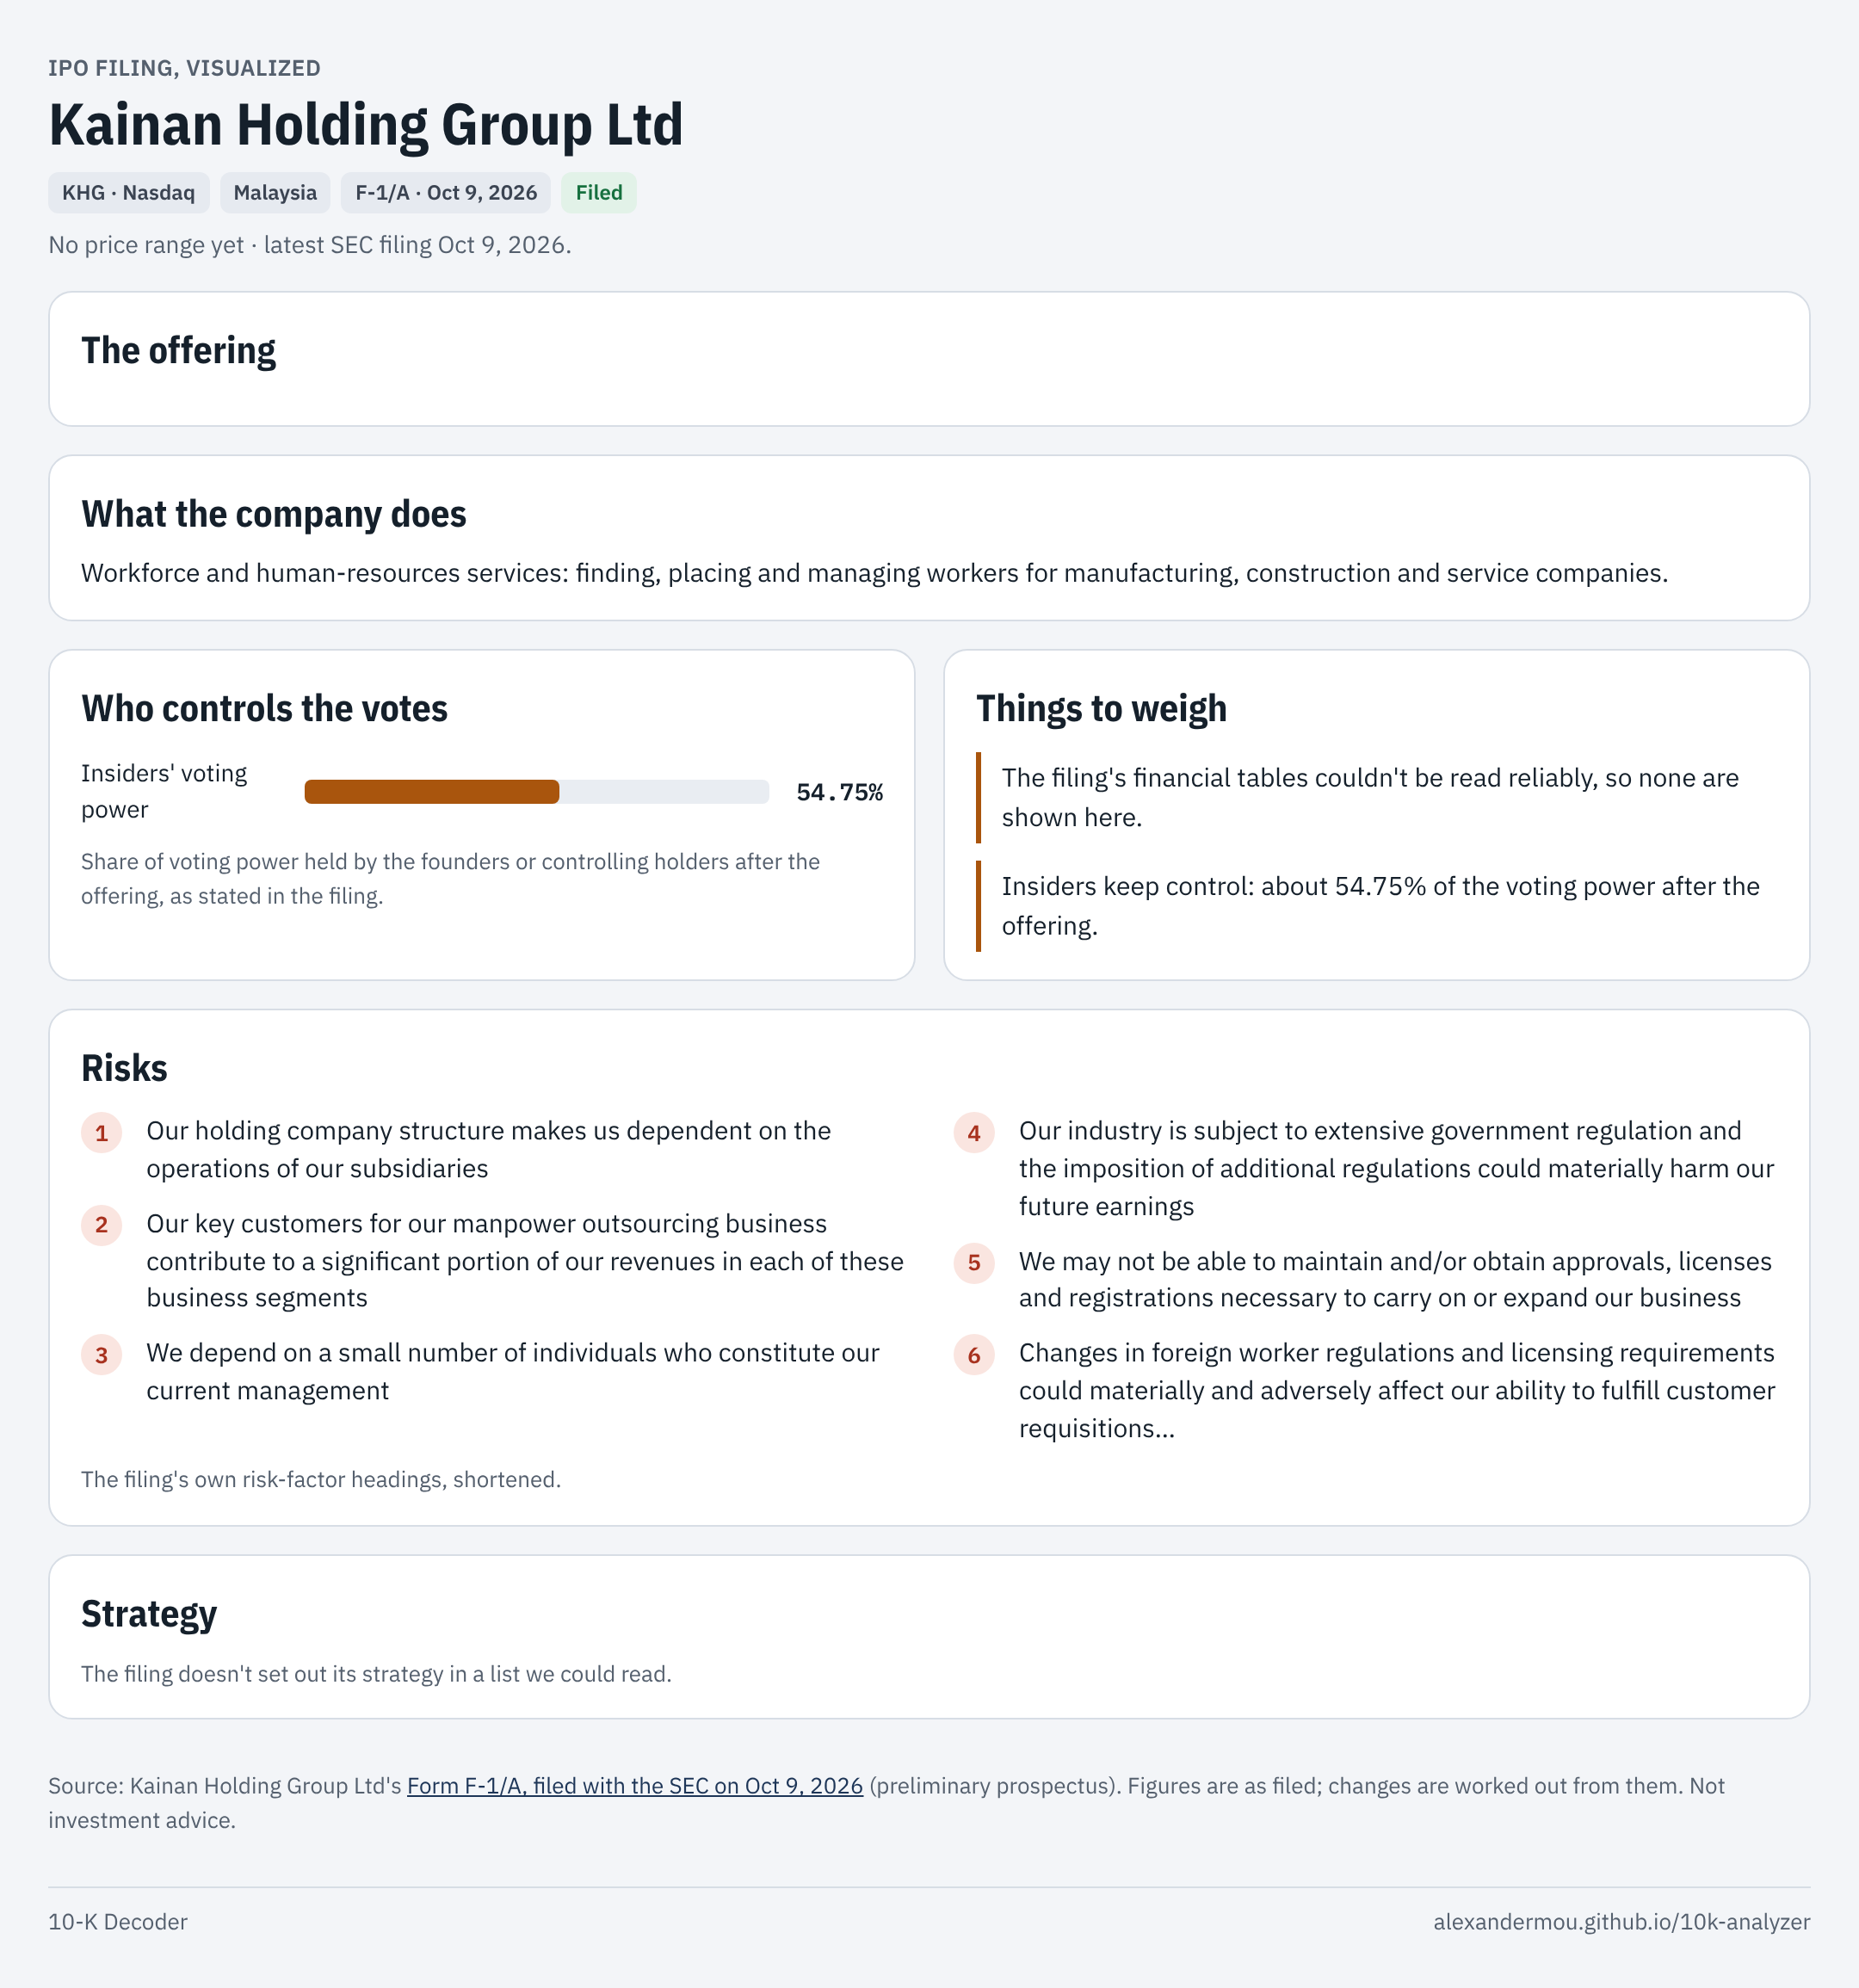 IPO FILING, VISUALIZED
Kainan Holding Group Ltd
KHG · Nasdaq
Malaysia
F-1/A · Oct 9, 2026
Filed
No price range yet · latest SEC filing Oct 9, 2026.
The offering
What the company does
Workforce and human-resources services: finding, placing and managing workers for manufacturing, construction and service companies.
Who controls the votes
Insiders' voting
power
54.75%
Share of voting power held by the founders or controlling holders after the
offering, as stated in the filing.
Things to weigh
The filing's financial tables couldn't be read reliably, so none are
shown here.
Insiders keep control: about 54.75% of the voting power after the
offering.
Risks
1
Our holding company structure makes us dependent on the
operations of our subsidiaries
2
Our key customers for our manpower outsourcing business
contribute to a significant portion of our revenues in each of these
business segments
3
We depend on a small number of individuals who constitute our
current management
4
Our industry is subject to extensive government regulation and
the imposition of additional regulations could materially harm our
future earnings
5
We may not be able to maintain and/or obtain approvals, licenses
and registrations necessary to carry on or expand our business
6
Changes in foreign worker regulations and licensing requirements
could materially and adversely affect our ability to fulfill customer
requisitions...
The filing's own risk-factor headings, shortened.
Strategy
The filing doesn't set out its strategy in a list we could read.
Source: Kainan Holding Group Ltd's Form F-1/A, filed with the SEC on Oct 9, 2026 (preliminary prospectus). Figures are as filed; changes are worked out from them. Not
investment advice.
10-K Decoder
alexandermou.github.io/10k-analyzer